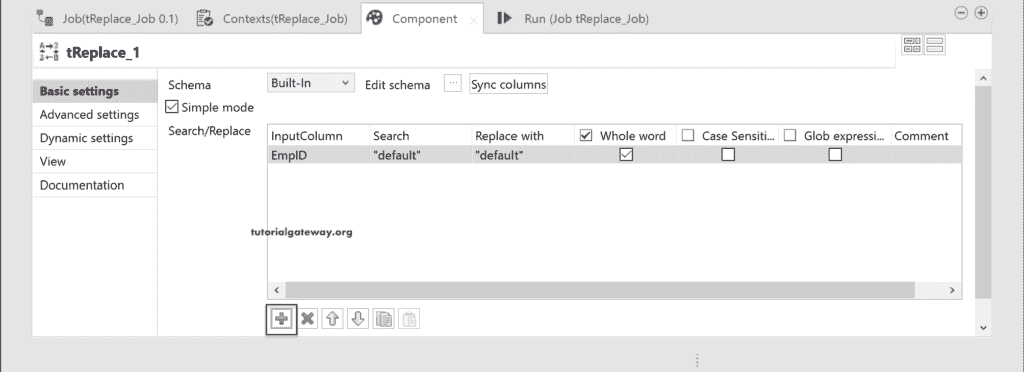 Job(tReplace_Job 0.1) Contexts(tReplace_Job) Component Run (Job tReplace_Job)
tReplace_1
Basic settings
Advanced settings
Dynamic settings
View
Documentation
Schema Built-In Edit schema ... Sync columns
Simple mode
Search/Replace
InputColumn Search Replace with Whole word Case Sensiti... Glob expressi... Comment
EmpID "default" "default"
tutorialgateway.org